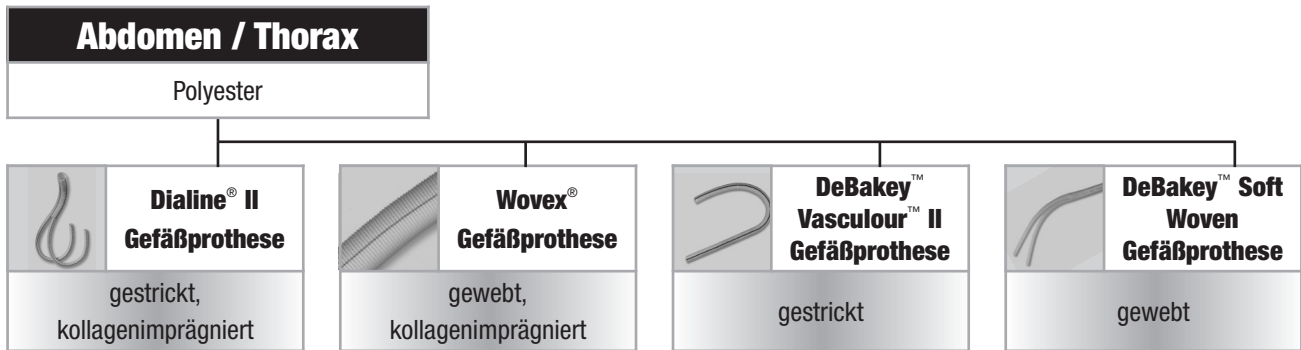 Abdomen / Thorax
Polyester
Dialine® II
Gefäßprothese
gestrickt,
kollagenimprägniert
Wovex®
Gefäßprothese
gewebt,
kollagenimprägniert
DeBakey™
Vasculour™ II
Gefäßprothese
gestrickt
DeBakey™ Soft
Woven
Gefäßprothese
gewebt